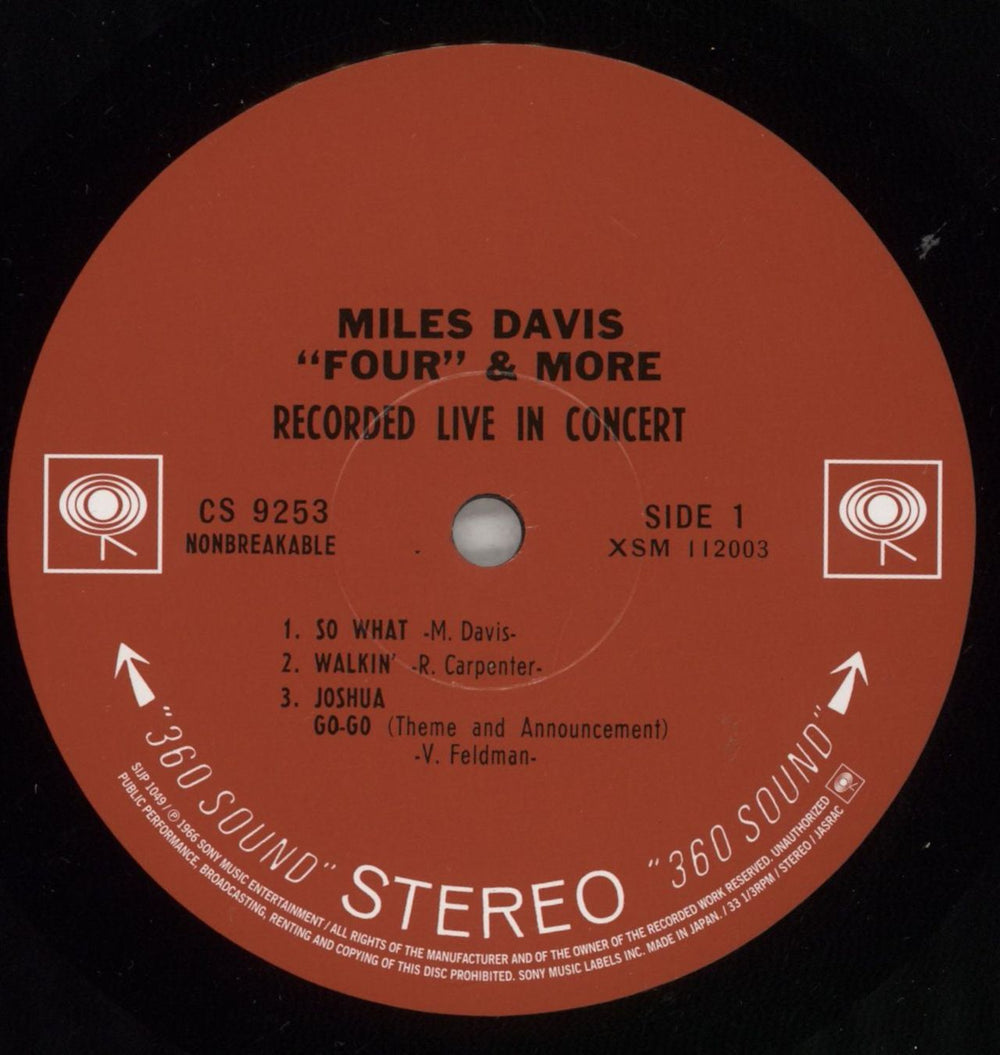 MILES DAVIS
“FOUR” & MORE
RECORDED LIVE IN CONCERT
CS 9253
NONBREAKABLE
SIDE 1
XSM 112003
1. SO WHAT -M. Davis-
2. WALKIN' -R. Carpenter-
3. JOSHUA
GO-GO (Theme and Announcement)
-V. Feldman-
"360 SOUND" STEREO "360 SOUND"
SIJP 1049 / ℗ 1966 SONY MUSIC ENTERTAINMENT / ALL RIGHTS OF THE MANUFACTURER AND OF THE OWNER OF THE RECORDED WORK RESERVED. UNAUTHORIZED
PUBLIC PERFORMANCE, BROADCASTING, RENTING AND COPYING OF THIS DISC PROHIBITED. SONY MUSIC LABELS INC. MADE IN JAPAN. / 33 1/3RPM / STEREO / JASRAC